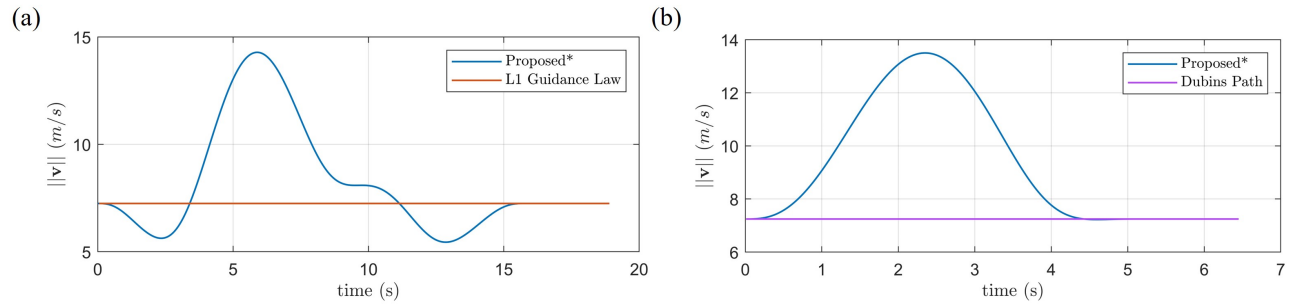 (a)
15
10
5
||v|| (m/s)
0
5
10
15
20
time (s)
Proposed*
L1 Guidance Law
(b)
14
12
10
8
6
||v|| (m/s)
0
1
2
3
4
5
6
7
time (s)
Proposed*
Dubins Path